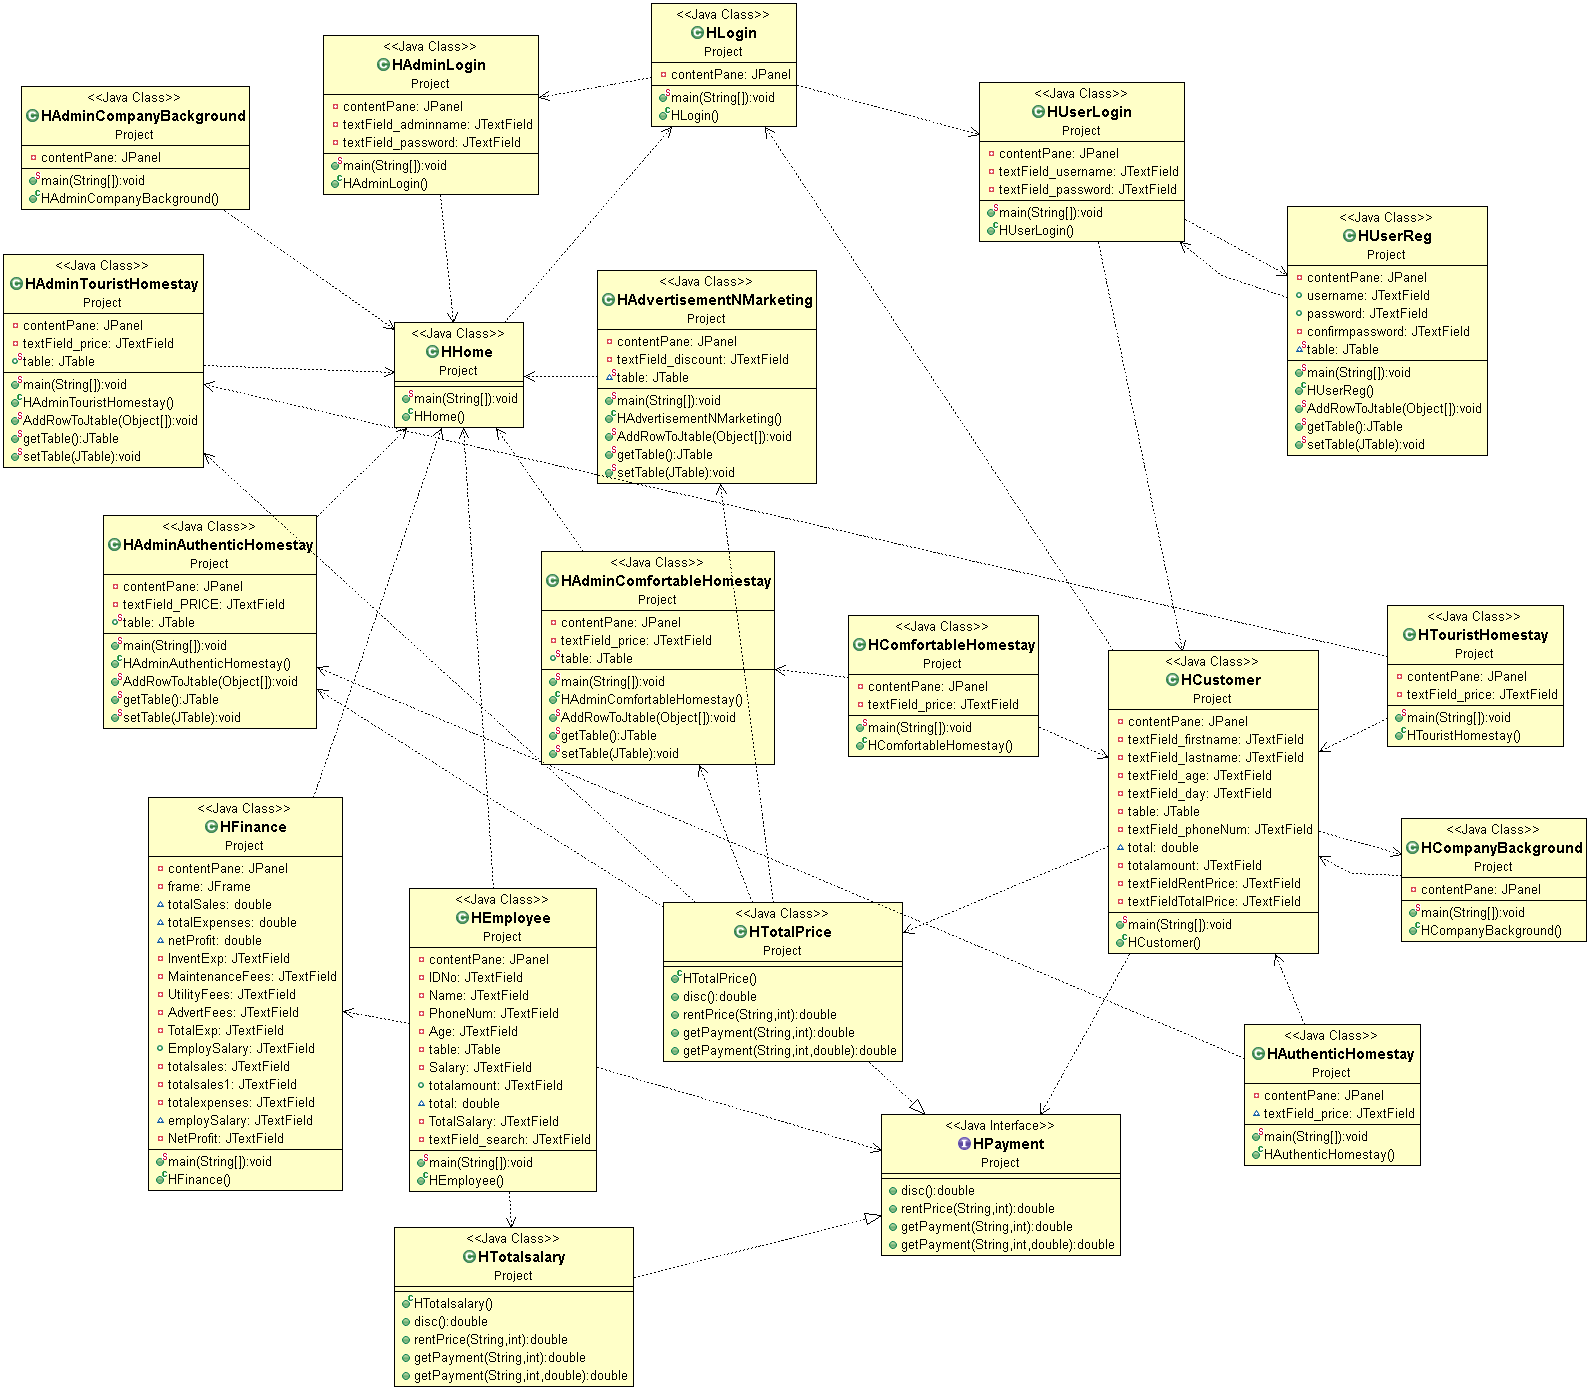 <<Java Class>>
HLogin
Project
contentPane: JPanel
main(String[]):void
HLogin()
<<Java Class>>
HAdminLogin
Project
contentPane: JPanel
textField_adminname: JTextField
textField_password: JTextField
main(String[]):void
HAdminLogin()
<<Java Class>>
HAdminCompanyBackground
Project
contentPane: JPanel
main(String[]):void
HAdminCompanyBackground()
<<Java Class>>
HUserLogin
Project
contentPane: JPanel
textField_username: JTextField
textField_password: JTextField
main(String[]):void
HUserLogin()
<<Java Class>>
HUserReg
Project
contentPane: JPanel
username: JTextField
password: JTextField
confirmpassword: JTextField
table: JTable
main(String[]):void
HUserReg()
AddRowToJtable(Object[]):void
getTable():JTable
setTable(JTable):void
<<Java Class>>
HAdminTouristHomestay
Project
contentPane: JPanel
textField_price: JTextField
table: JTable
main(String[]):void
HAdminTouristHomestay()
AddRowToJtable(Object[]):void
getTable():JTable
setTable(JTable):void
<<Java Class>>
HHome
Project
main(String[]):void
HHome()
<<Java Class>>
HAdvertisementNMarketing
Project
contentPane: JPanel
textField_discount: JTextField
table: JTable
main(String[]):void
HAdvertisementNMarketing()
AddRowToJtable(Object[]):void
getTable():JTable
setTable(JTable):void
<<Java Class>>
HAdminAuthenticHomestay
Project
contentPane: JPanel
textField_PRICE: JTextField
table: JTable
main(String[]):void
HAdminAuthenticHomestay()
AddRowToJtable(Object[]):void
getTable():JTable
setTable(JTable):void
<<Java Class>>
HAdminComfortableHomestay
Project
contentPane: JPanel
textField_price: JTextField
table: JTable
main(String[]):void
HAdminComfortableHomestay()
AddRowToJtable(Object[]):void
getTable():JTable
setTable(JTable):void
<<Java Class>>
HComfortableHomestay
Project
contentPane: JPanel
textField_price: JTextField
main(String[]):void
HComfortableHomestay()
<<Java Class>>
HCustomer
Project
contentPane: JPanel
textField_firstname: JTextField
textField_lastname: JTextField
textField_age: JTextField
textField_day: JTextField
table: JTable
textField_phoneNum: JTextField
total: double
totalamount: JTextField
textFieldRentPrice: JTextField
textFieldTotalPrice: JTextField
main(String[]):void
HCustomer()
<<Java Class>>
HTouristHomestay
Project
contentPane: JPanel
textField_price: JTextField
main(String[]):void
HTouristHomestay()
<<Java Class>>
HCompanyBackground
Project
contentPane: JPanel
main(String[]):void
HCompanyBackground()
<<Java Class>>
HFinance
Project
contentPane: JPanel
frame: JFrame
totalSales: double
totalExpenses: double
netProfit: double
InventExp: JTextField
MaintenanceFees: JTextField
UtilityFees: JTextField
AdvertFees: JTextField
TotalExp: JTextField
EmploySalary: JTextField
totalsales: JTextField
totalsales1: JTextField
totalexpenses: JTextField
employSalary: JTextField
NetProfit: JTextField
main(String[]):void
HFinance()
<<Java Class>>
HEmployee
Project
contentPane: JPanel
IDNo: JTextField
Name: JTextField
PhoneNum: JTextField
Age: JTextField
table: JTable
Salary: JTextField
totalamount: JTextField
total: double
TotalSalary: JTextField
textField_search: JTextField
main(String[]):void
HEmployee()
<<Java Class>>
HTotalPrice
Project
HTotalPrice()
disc():double
rentPrice(String,int):double
getPayment(String,int):double
getPayment(String,int,double):double
<<Java Class>>
HAuthenticHomestay
Project
contentPane: JPanel
textField_price: JTextField
main(String[]):void
HAuthenticHomestay()
<<Java Interface>>
HPayment
Project
disc():double
rentPrice(String,int):double
getPayment(String,int):double
getPayment(String,int,double):double
<<Java Class>>
HTotalsalary
Project
HTotalsalary()
disc():double
rentPrice(String,int):double
getPayment(String,int):double
getPayment(String,int,double):double